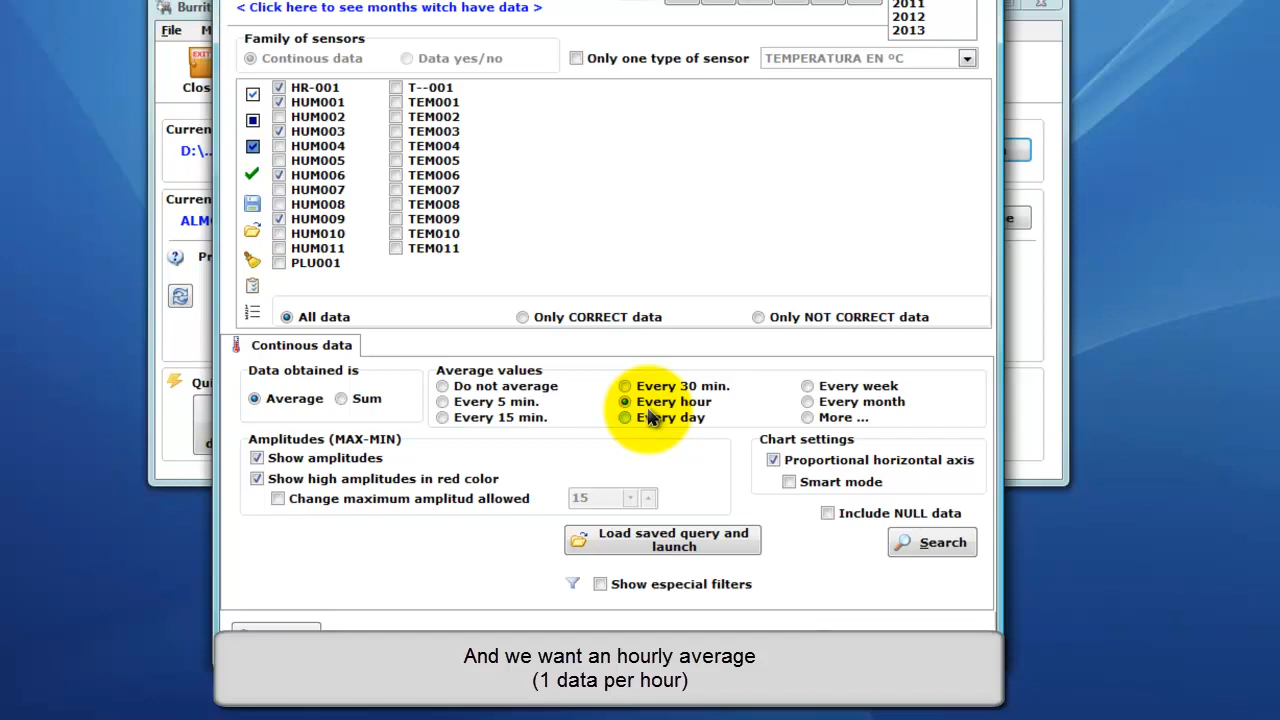 Burrit
< Click here to see months witch have data >
2011
2012
2013
File M
Family of sensors
Continous data Data yes/no Only one type of sensor TEMPERATURA EN ºC
EXIT
Clos
HR-001 T--001
HUM001 TEM001
HUM002 TEM002
HUM003 TEM003
HUM004 TEM004
HUM005 TEM005
HUM006 TEM006
HUM007 TEM007
HUM008 TEM008
HUM009 TEM009
HUM010 TEM010
HUM011 TEM011
PLU001
Curren
D:\..
Curren
ALM
e
Pr
All data Only CORRECT data Only NOT CORRECT data
Continous data
Data obtained is
Average Sum
Average values
Do not average Every 30 min. Every week
Every 5 min. Every hour Every month
Every 15 min. Every day More ...
Qui
d
Amplitudes (MAX-MIN)
Show amplitudes
Show high amplitudes in red color
Change maximum amplitud allowed 15
Chart settings
Proportional horizontal axis
Smart mode
Include NULL data
Load saved query and
launch
Search
Show especial filters
And we want an hourly average
(1 data per hour)